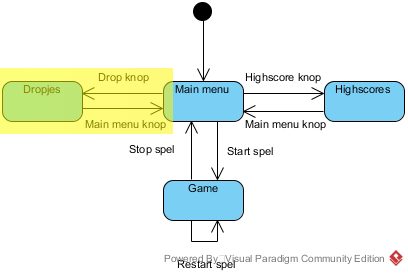 Drop knop
Highscore knop
Dropjes
Main menu
Highscores
Main menu knop
Main menu knop
Stop spel
Start spel
Game
Powered By Visual Paradigm Community Edition
Restart spel